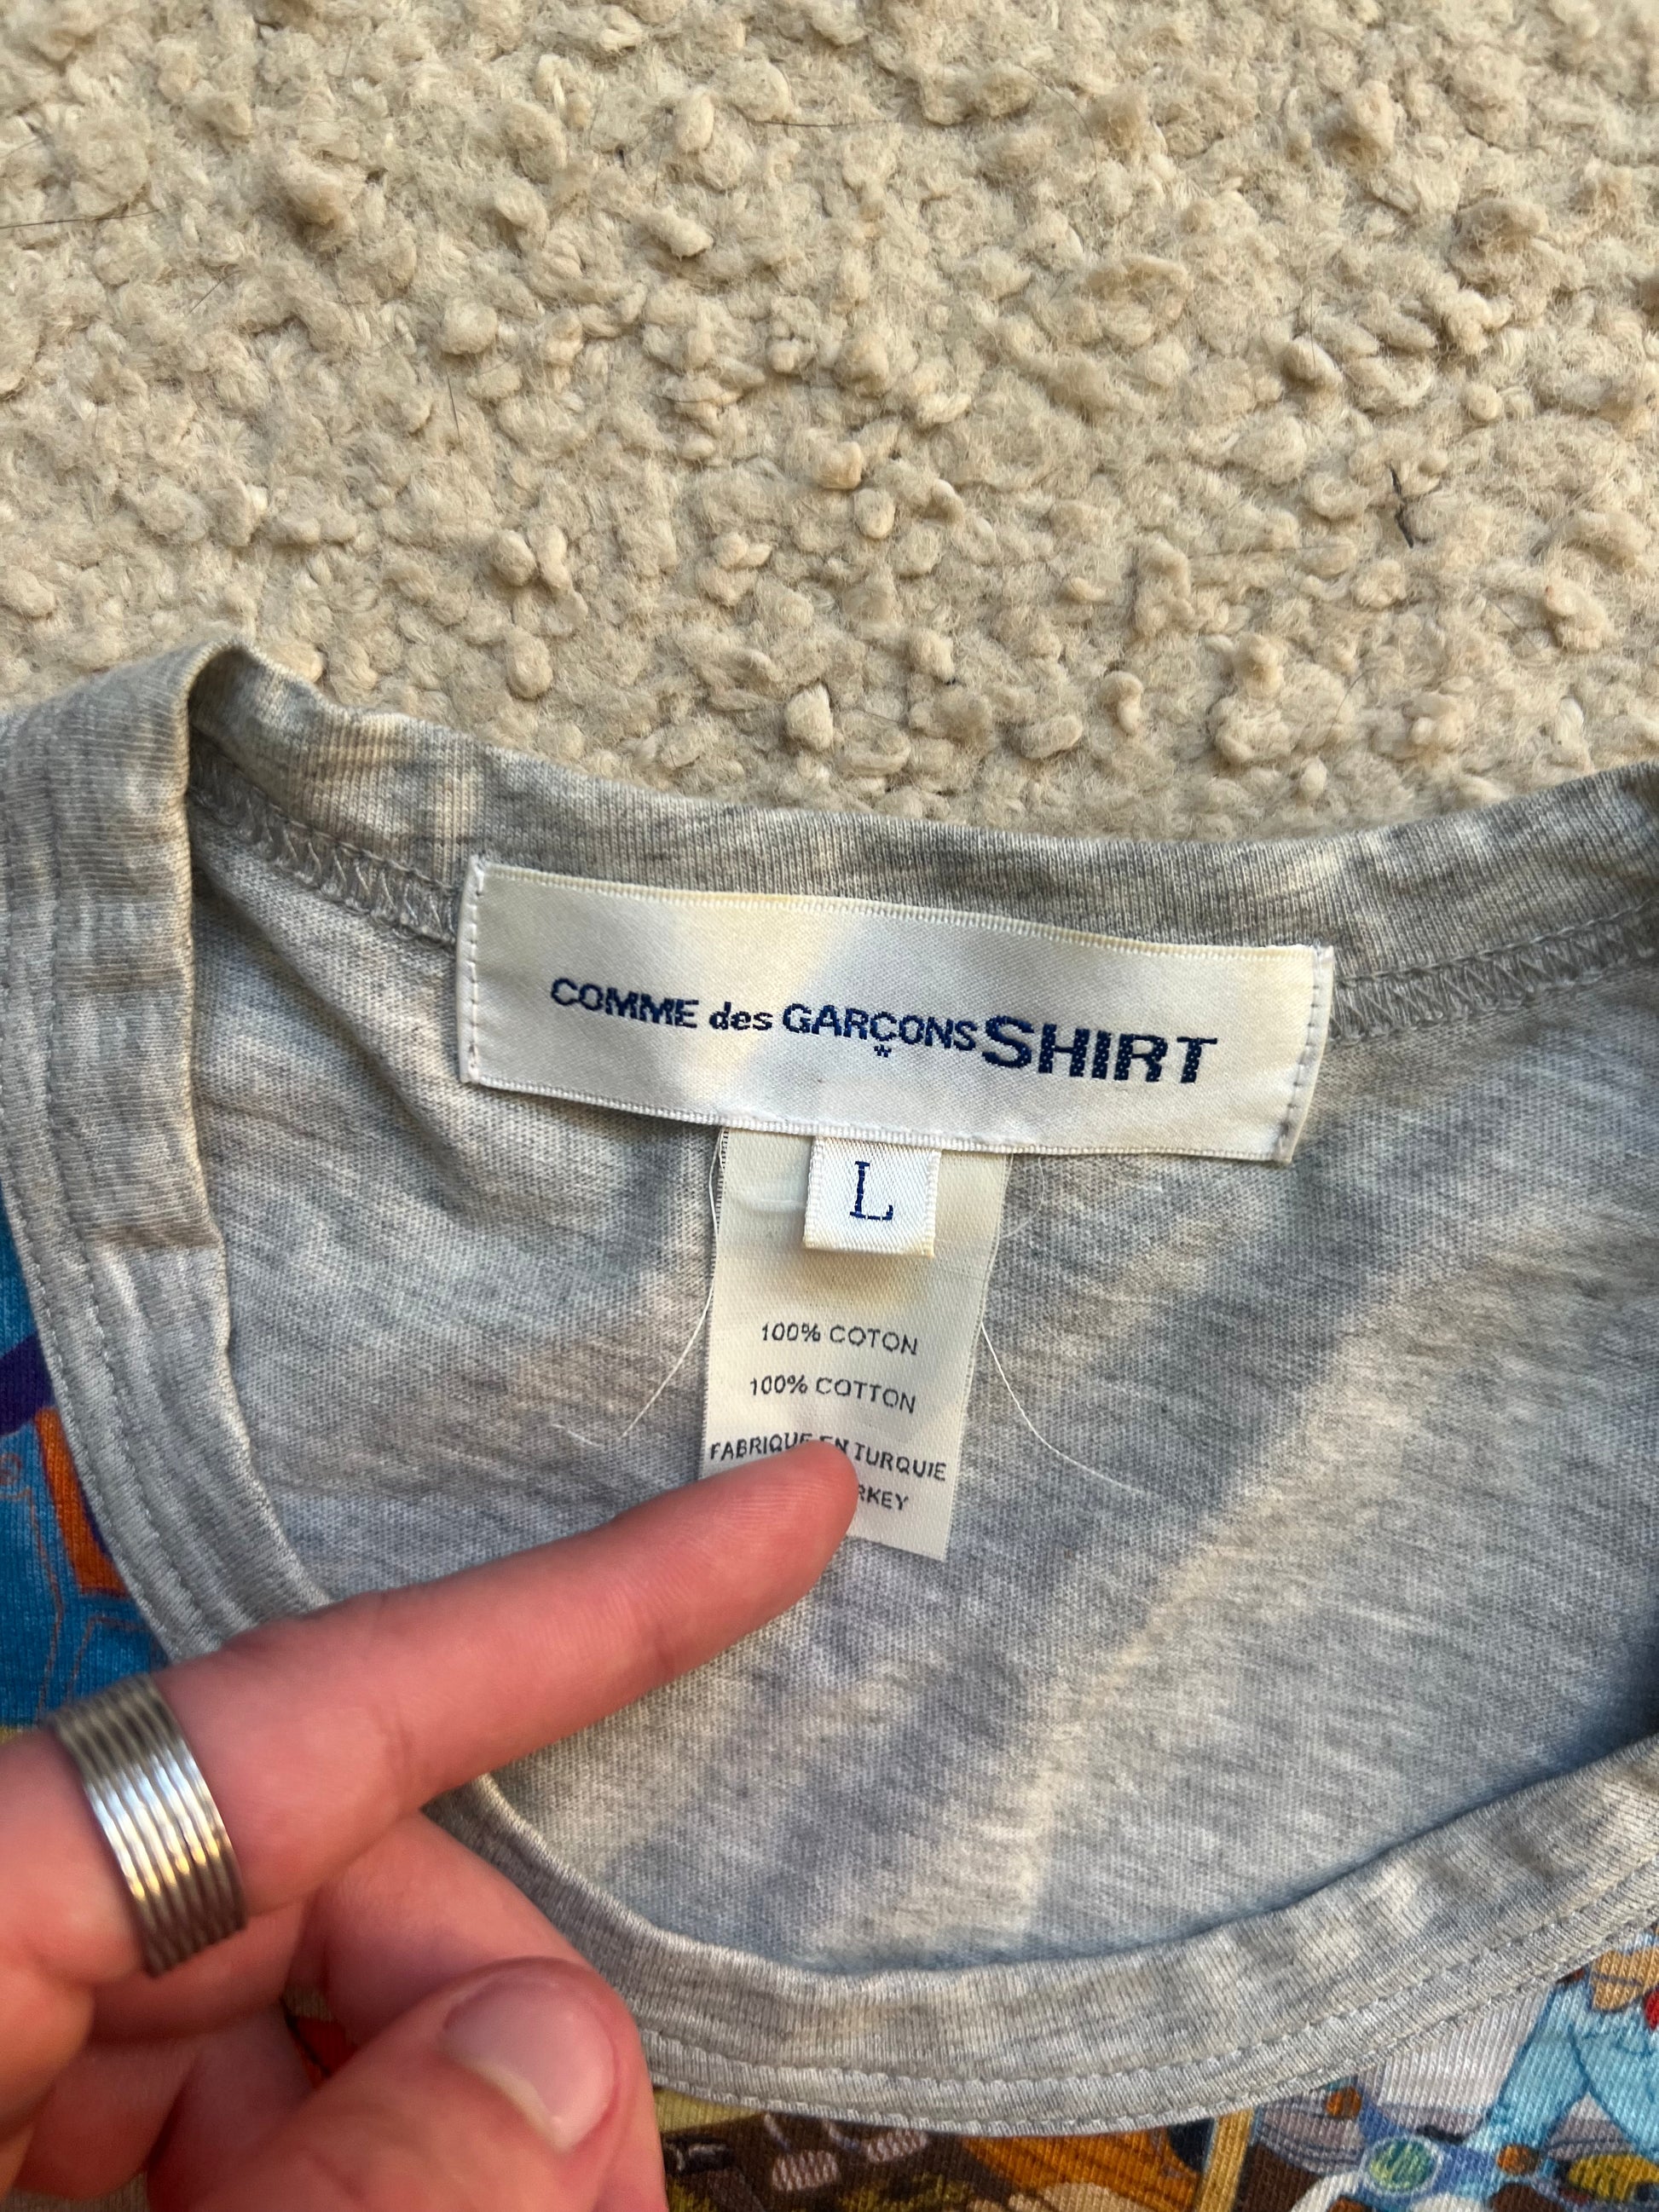 COMME des GARÇONS SHIRT
*
L
100% COTON
100% COTTON
FABRIQUE EN TURQUIE